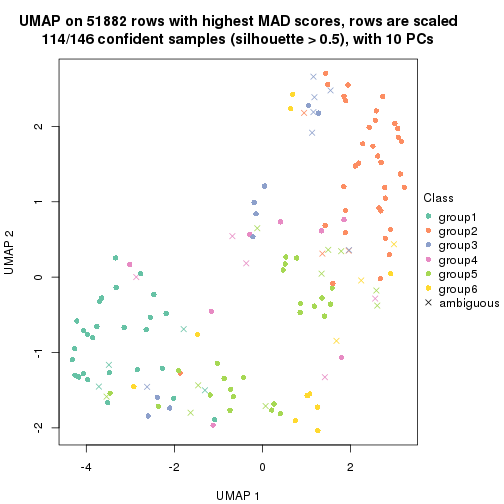 UMAP on 51882 rows with highest MAD scores, rows are scaled
114/146 confident samples (silhouette > 0.5), with 10 PCs
UMAP 2
2
1
0
-1
-2
-4
-2
0
2
UMAP 1
Class
group1
group2
group3
group4
group5
group6
ambiguous